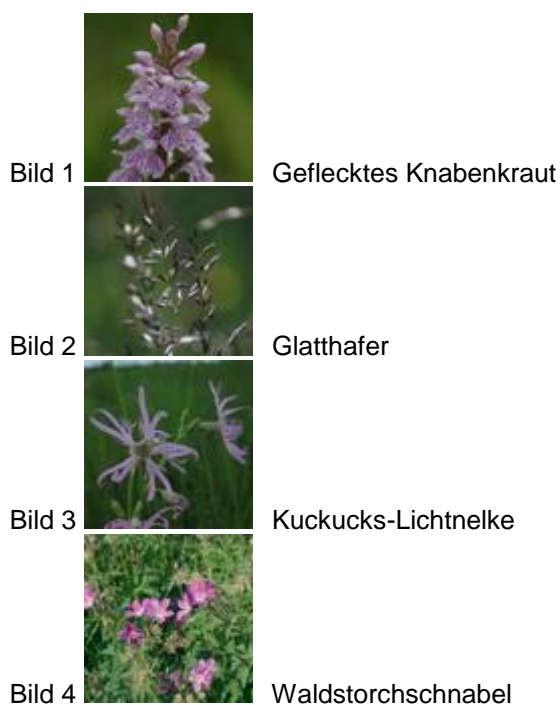 Bild 1 Geflecktes Knabenkraut
Bild 2 Glatthafer
Bild 3 Kuckucks-Lichtnelke
Bild 4 Waldstorchschnabel